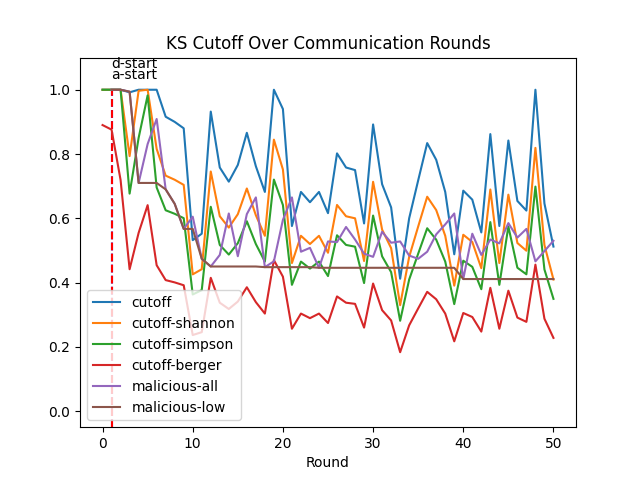 KS Cutoff Over Communication Rounds
d-start
a-start
1.0
0.8
0.6
0.4
0.2
0.0
cutoff
cutoff-shannon
cutoff-simpson
cutoff-berger
malicious-all
malicious-low
0 10 20 30 40 50
Round